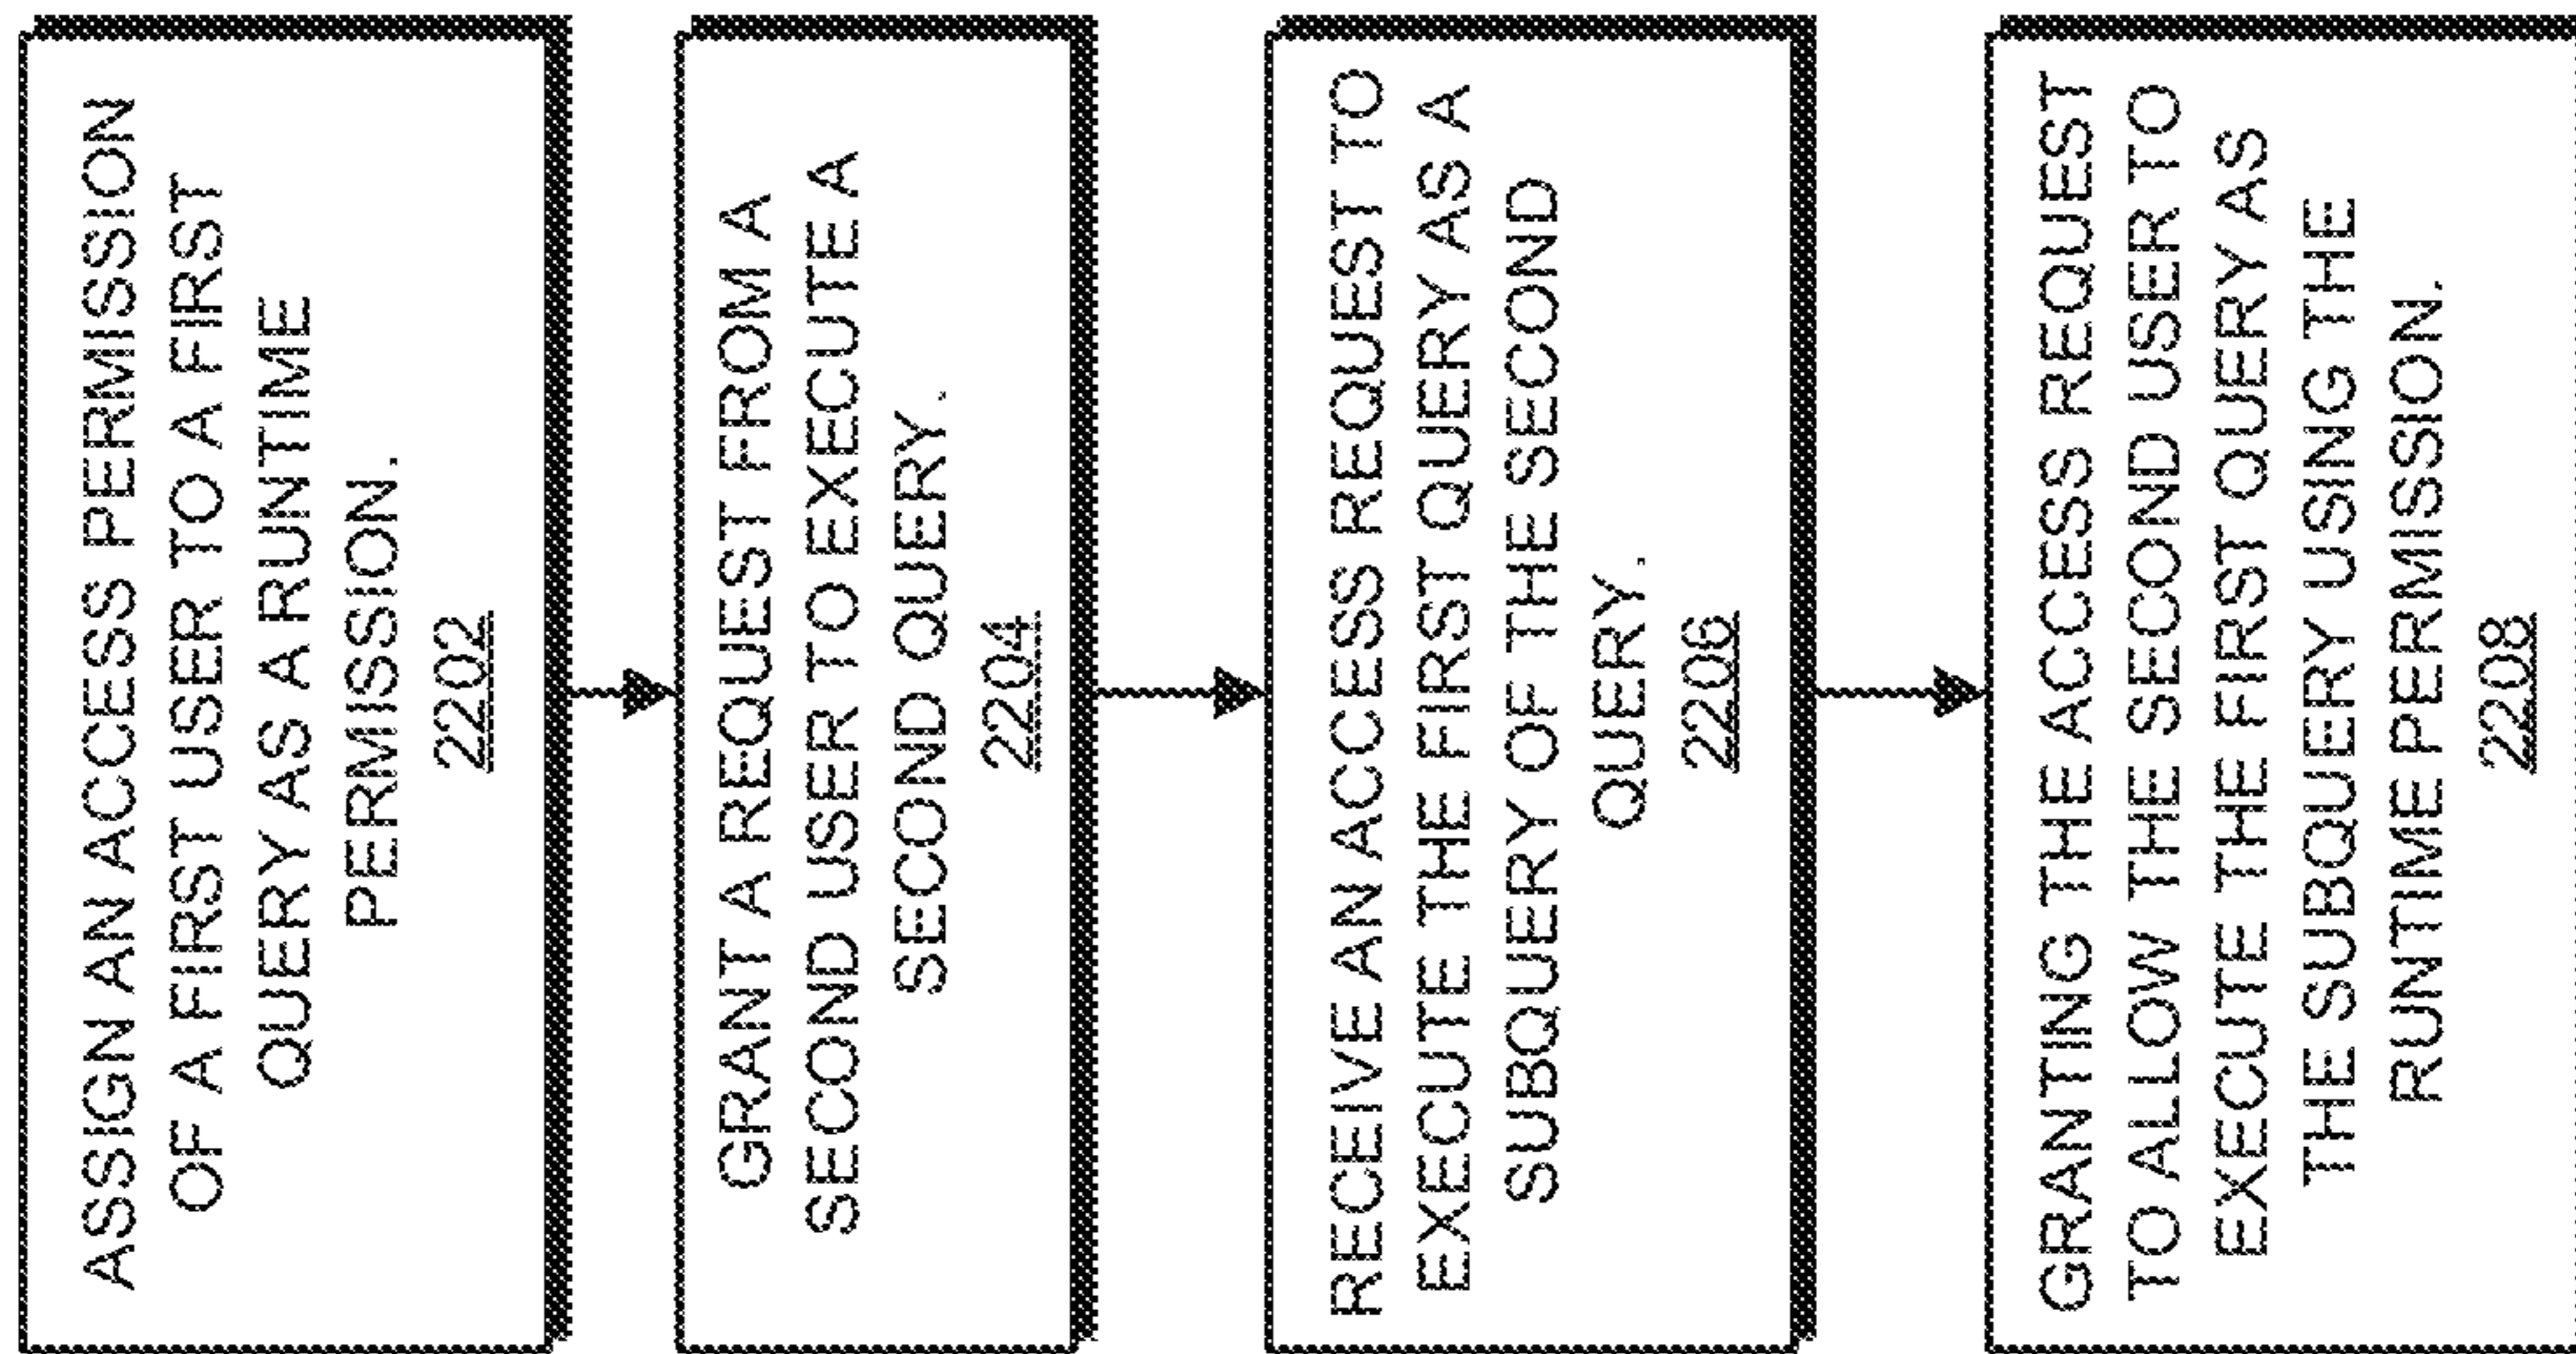 ASSIGN AN ACCESS PERMISSION
OF A FIRST USER TO A FIRST
QUERY AS A RUNTIME
PERMISSION.
2202
GRANT A REQUEST FROM A
SECOND USER TO EXECUTE A
SECOND QUERY.
2204
RECEIVE AN ACCESS REQUEST TO
EXECUTE THE FIRST QUERY AS A
SUBQUERY OF THE SECOND
QUERY.
2206
GRANTING THE ACCESS REQUEST
TO ALLOW THE SECOND USER TO
EXECUTE THE FIRST QUERY AS
THE SUBQUERY USING THE
RUNTIME PERMISSION.
2208